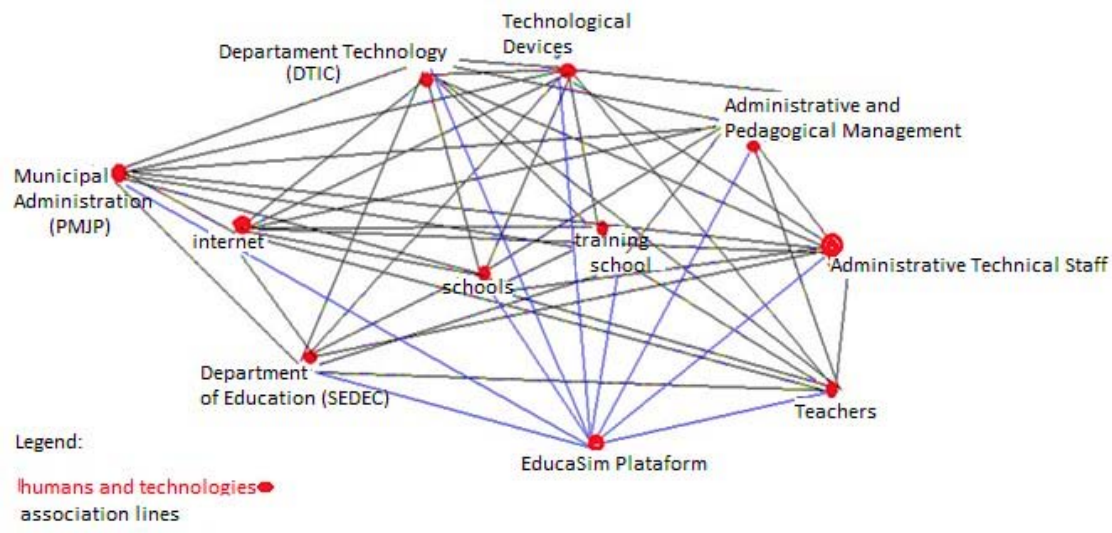 Technological
Devices
Departament Technology
(DTIC)
Administrative and
Pedagogical Management
Municipal
Administration
(PMJP)
internet
training
school
Administrative Technical Staff
schools
Department
of Education (SEDEC)
Teachers
EducaSim Plataform
Legend:
humans and technologies
association lines